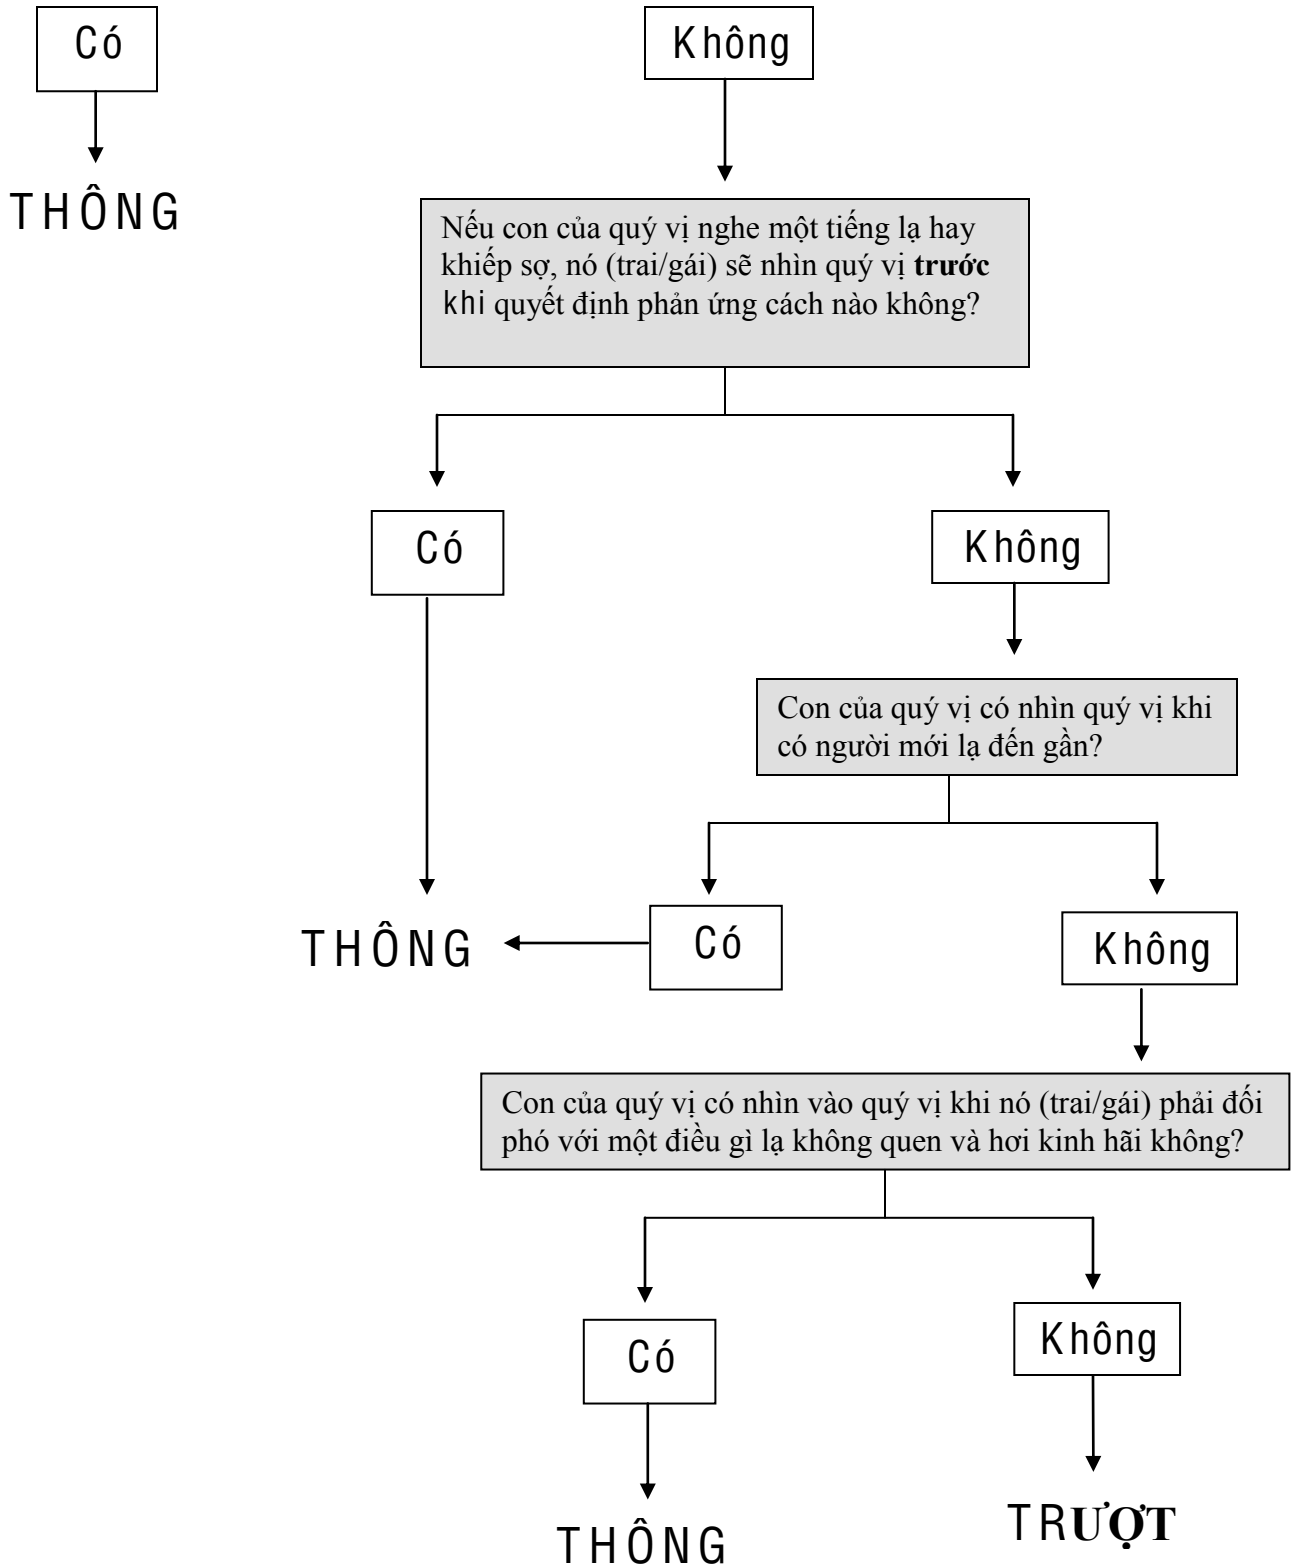 Có
Không
THÔNG
Nếu con của quý vị nghe một tiếng lạ hay
khiếp sợ, nó (trai/gái) sẽ nhìn quý vị trước
khi quyết định phản ứng cách nào không?
Có
Không
Con của quý vị có nhìn quý vị khi
có người mới lạ đến gần?
THÔNG
Có
Không
Con của quý vị có nhìn vào quý vị khi nó (trai/gái) phải đối
phó với một điều gì lạ không quen và hơi kinh hãi không?
Có
Không
THÔNG
TRƯỢT